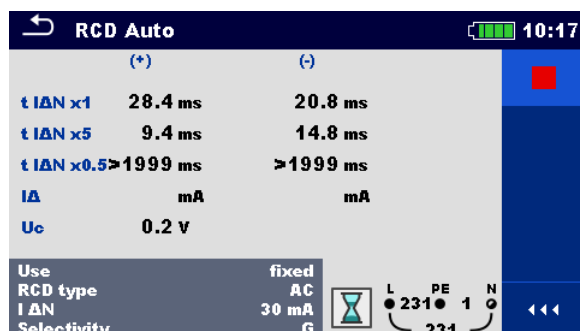 RCD Auto 10:17
(+) (-)
t IΔN x1 28.4 ms 20.8 ms
t IΔN x5 9.4 ms 14.8 ms
t IΔN x0.5 >1999 ms >1999 ms
IΔ mA mA
Uc 0.2 V
Use fixed
RCD type AC
I ΔN 30 mA
Selectivity G
L PE N
231 1
231